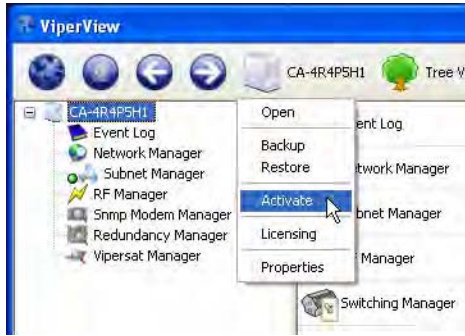 ViperView
CA-4R4P5H1
Tree V
CA-4R4P5H1
Event Log
Network Manager
Subnet Manager
RF Manager
Snmp Modem Manager
Redundancy Manager
Vipersat Manager
Open
Backup
Restore
Activate
Licensing
Properties
ent Log
twork Manager
bnet Manager
Manager
Switching Manager